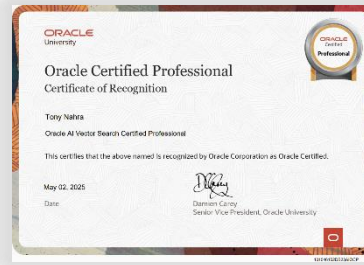 ORACLE
University
ORACLE
Certified
Professional
Oracle Certified Professional
Certificate of Recognition
Tony Nahra
Oracle AI Vector Search Certified Professional
This certifies that the above named is recognized by Oracle Corporation as Oracle Certified.
May 02, 2025
Date
Damien Carey
Senior Vice President, Oracle University